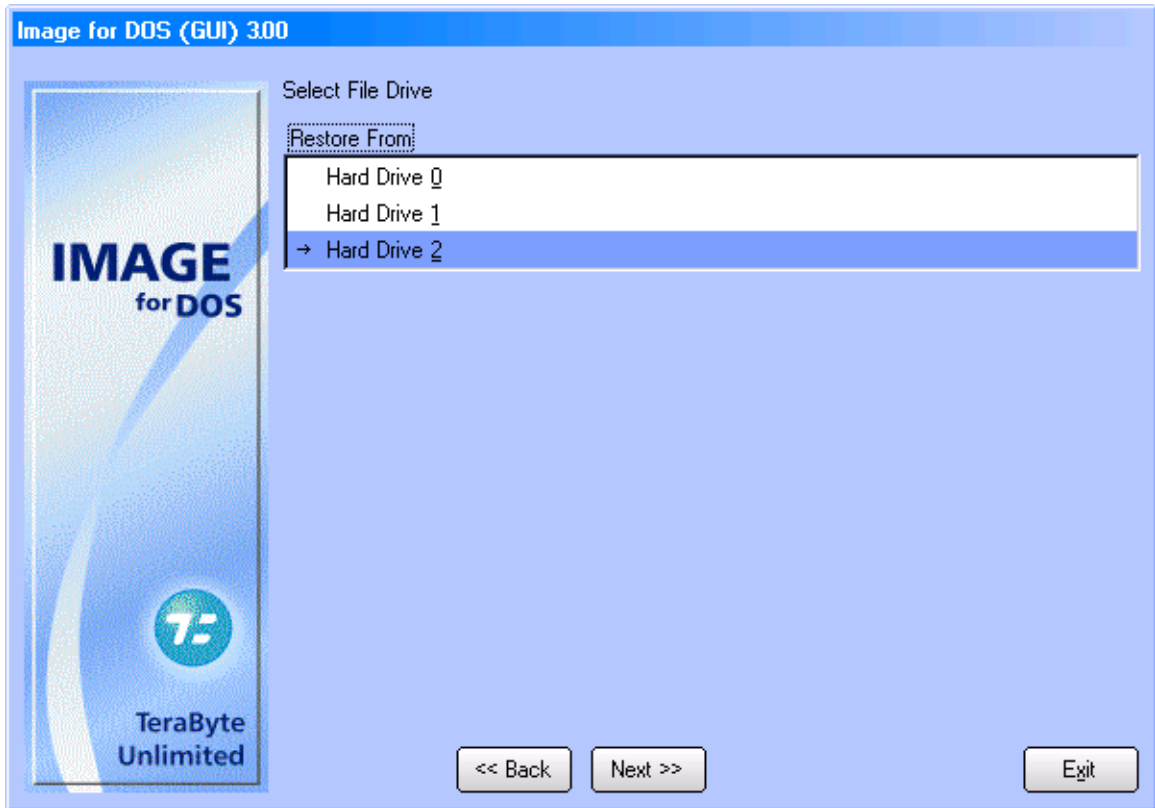 Image for DOS (GUI) 3.00
Select File Drive
Restore From
Hard Drive 0
Hard Drive 1
→ Hard Drive 2
IMAGE
for DOS
TeraByte
Unlimited
<< Back
Next >>
Exit